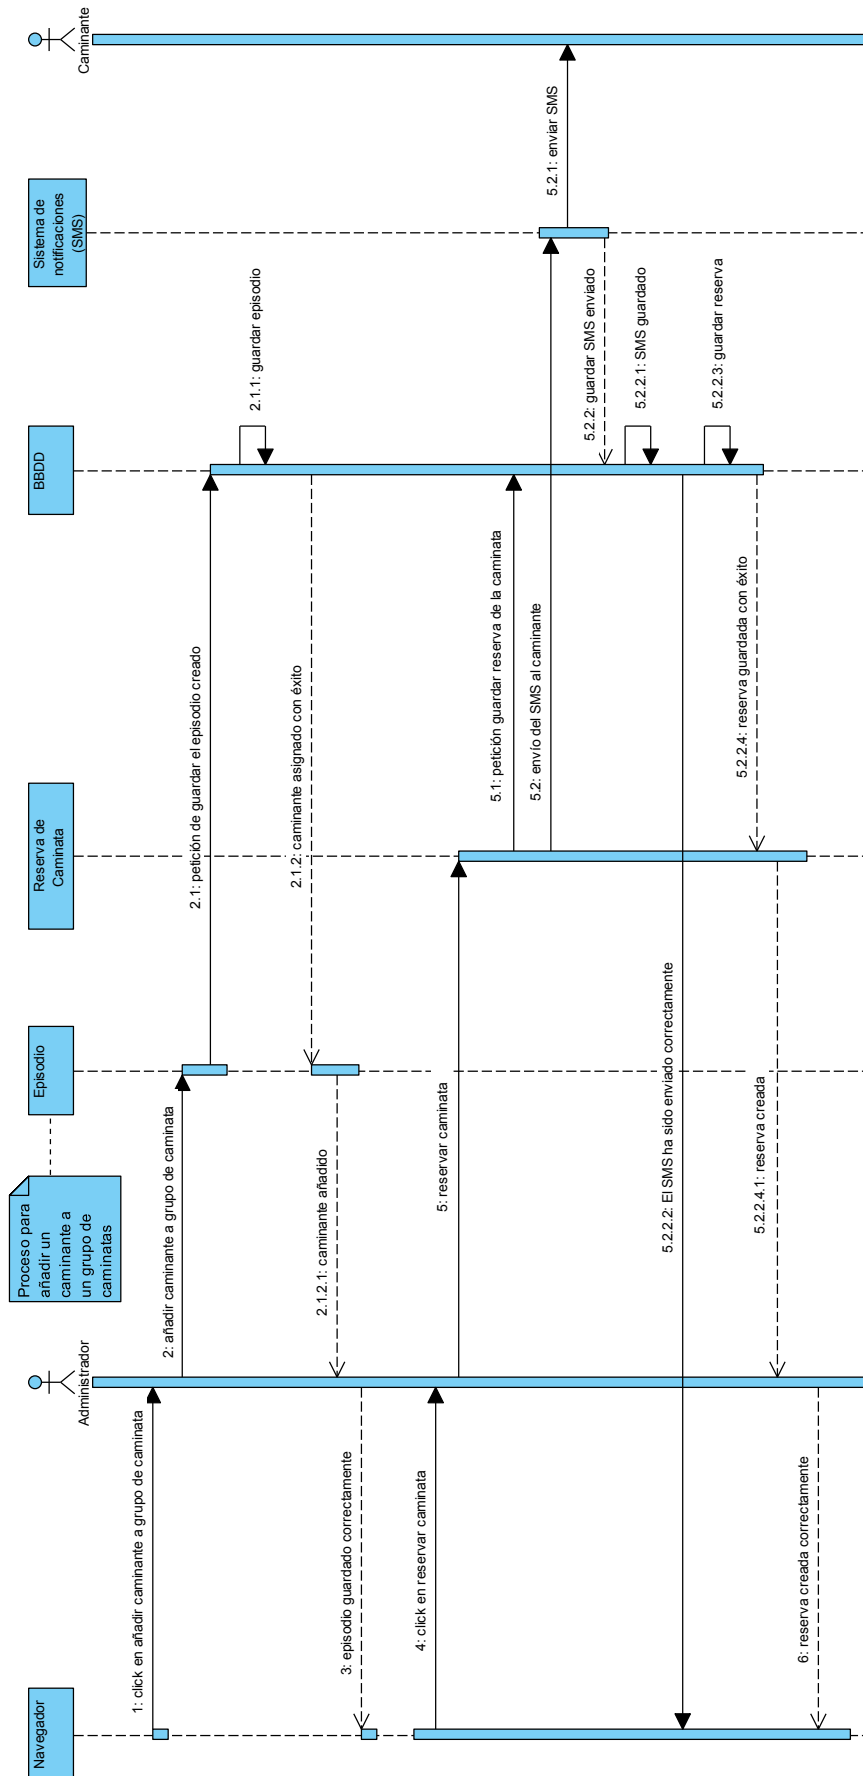 Navegador
Administrador
Proceso para
añadir un
caminante a
un grupo de
caminatas
Episodio
Reserva de
Caminata
BBDD
Sistema de
notificaciones
(SMS)
Caminante
1: click en añadir caminante a grupo de caminata
2: añadir caminante a grupo de caminata
2.1: petición de guardar el episodio creado
2.1.1: guardar episodio
2.1.2: caminante asignado con éxito
2.1.2.1: caminante añadido
3: episodio guardado correctamente
4: click en reservar caminata
5: reservar caminata
5.1: petición guardar reserva de la caminata
5.2: envío del SMS al caminante
5.2.1: enviar SMS
5.2.2: guardar SMS enviado
5.2.2.1: SMS guardado
5.2.2.2: El SMS ha sido enviado correctamente
5.2.2.3: guardar reserva
5.2.2.4: reserva guardada con éxito
5.2.2.4.1: reserva creada
6: reserva creada correctamente